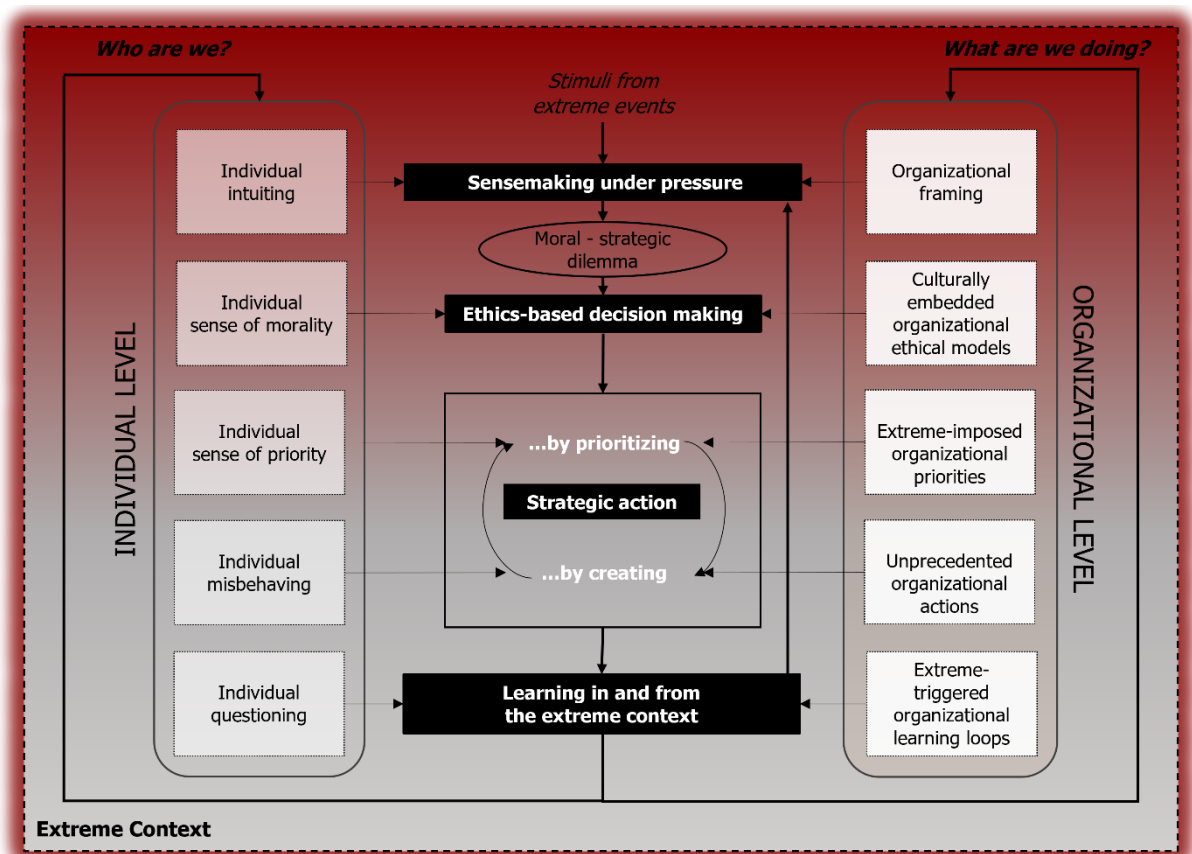 Who are we?
What are we doing?
Stimuli from
extreme events
Individual
intuiting
Sensemaking under pressure
Organizational
framing
Moral - strategic
dilemma
Individual
sense of morality
Ethics-based decision making
Culturally
embedded
organizational
ethical models
INDIVIDUAL LEVEL
ORGANIZATIONAL LEVEL
Individual
sense of priority
...by prioritizing
Extreme-imposed
organizational
priorities
Strategic action
Individual
misbehaving
...by creating
Unprecedented
organizational
actions
Individual
questioning
Learning in and from
the extreme context
Extreme-
triggered
organizational
learning loops
Extreme Context